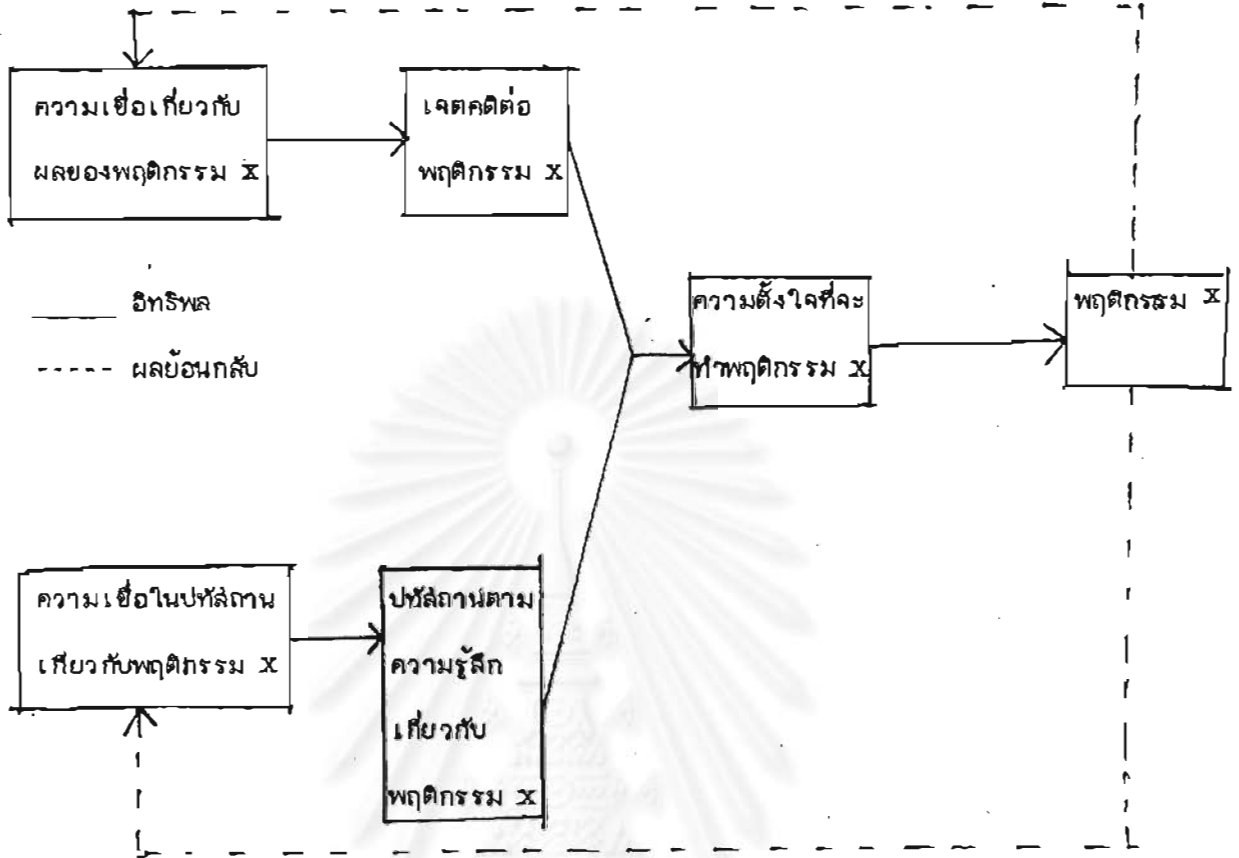 ความเชื่อเกี่ยวกับ
ผลของพฤติกรรม X
เจตคติต่อ
พฤติกรรม X
อิทธิพล
ผลย้อนกลับ
ความตั้งใจที่จะ
ทำพฤติกรรม X
พฤติกรรม X
ความเชื่อในปทัสถาน
เกี่ยวกับพฤติกรรม X
ปทัสถานตาม
ความรู้สึก
เกี่ยวกับ
พฤติกรรม X